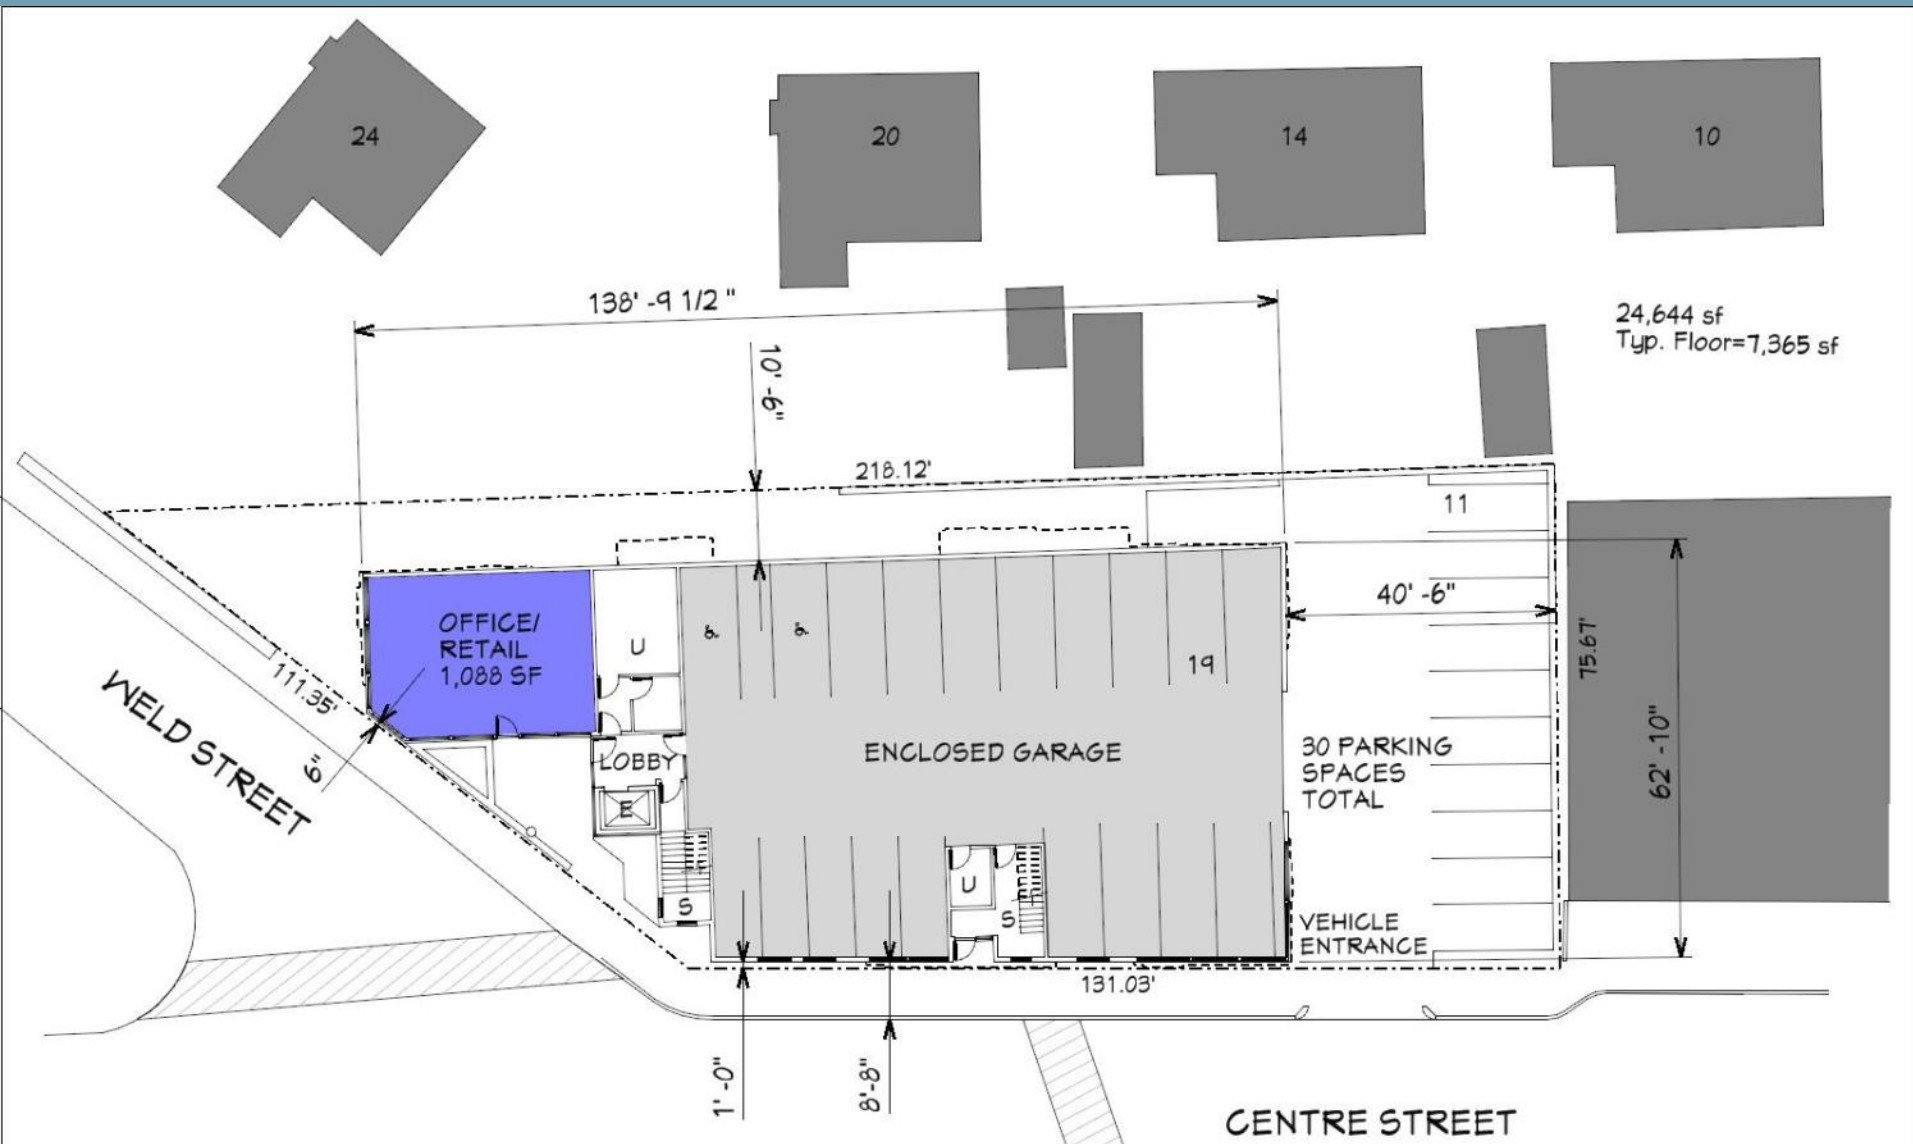 24
20
14
10
138' -9 1/2 "
24,644 sf
Typ. Floor=7,365 sf
10' -6"
218.12'
11
40' -6"
75.67'
OFFICE/
RETAIL
1,088 SF
U
9'
9'
19
111.35'
WELD STREET
6"
LOBBY
E
ENCLOSED GARAGE
30 PARKING
SPACES
TOTAL
62' -10"
U
S
S
VEHICLE
ENTRANCE
131.03'
1' -0"
8'-8"
CENTRE STREET